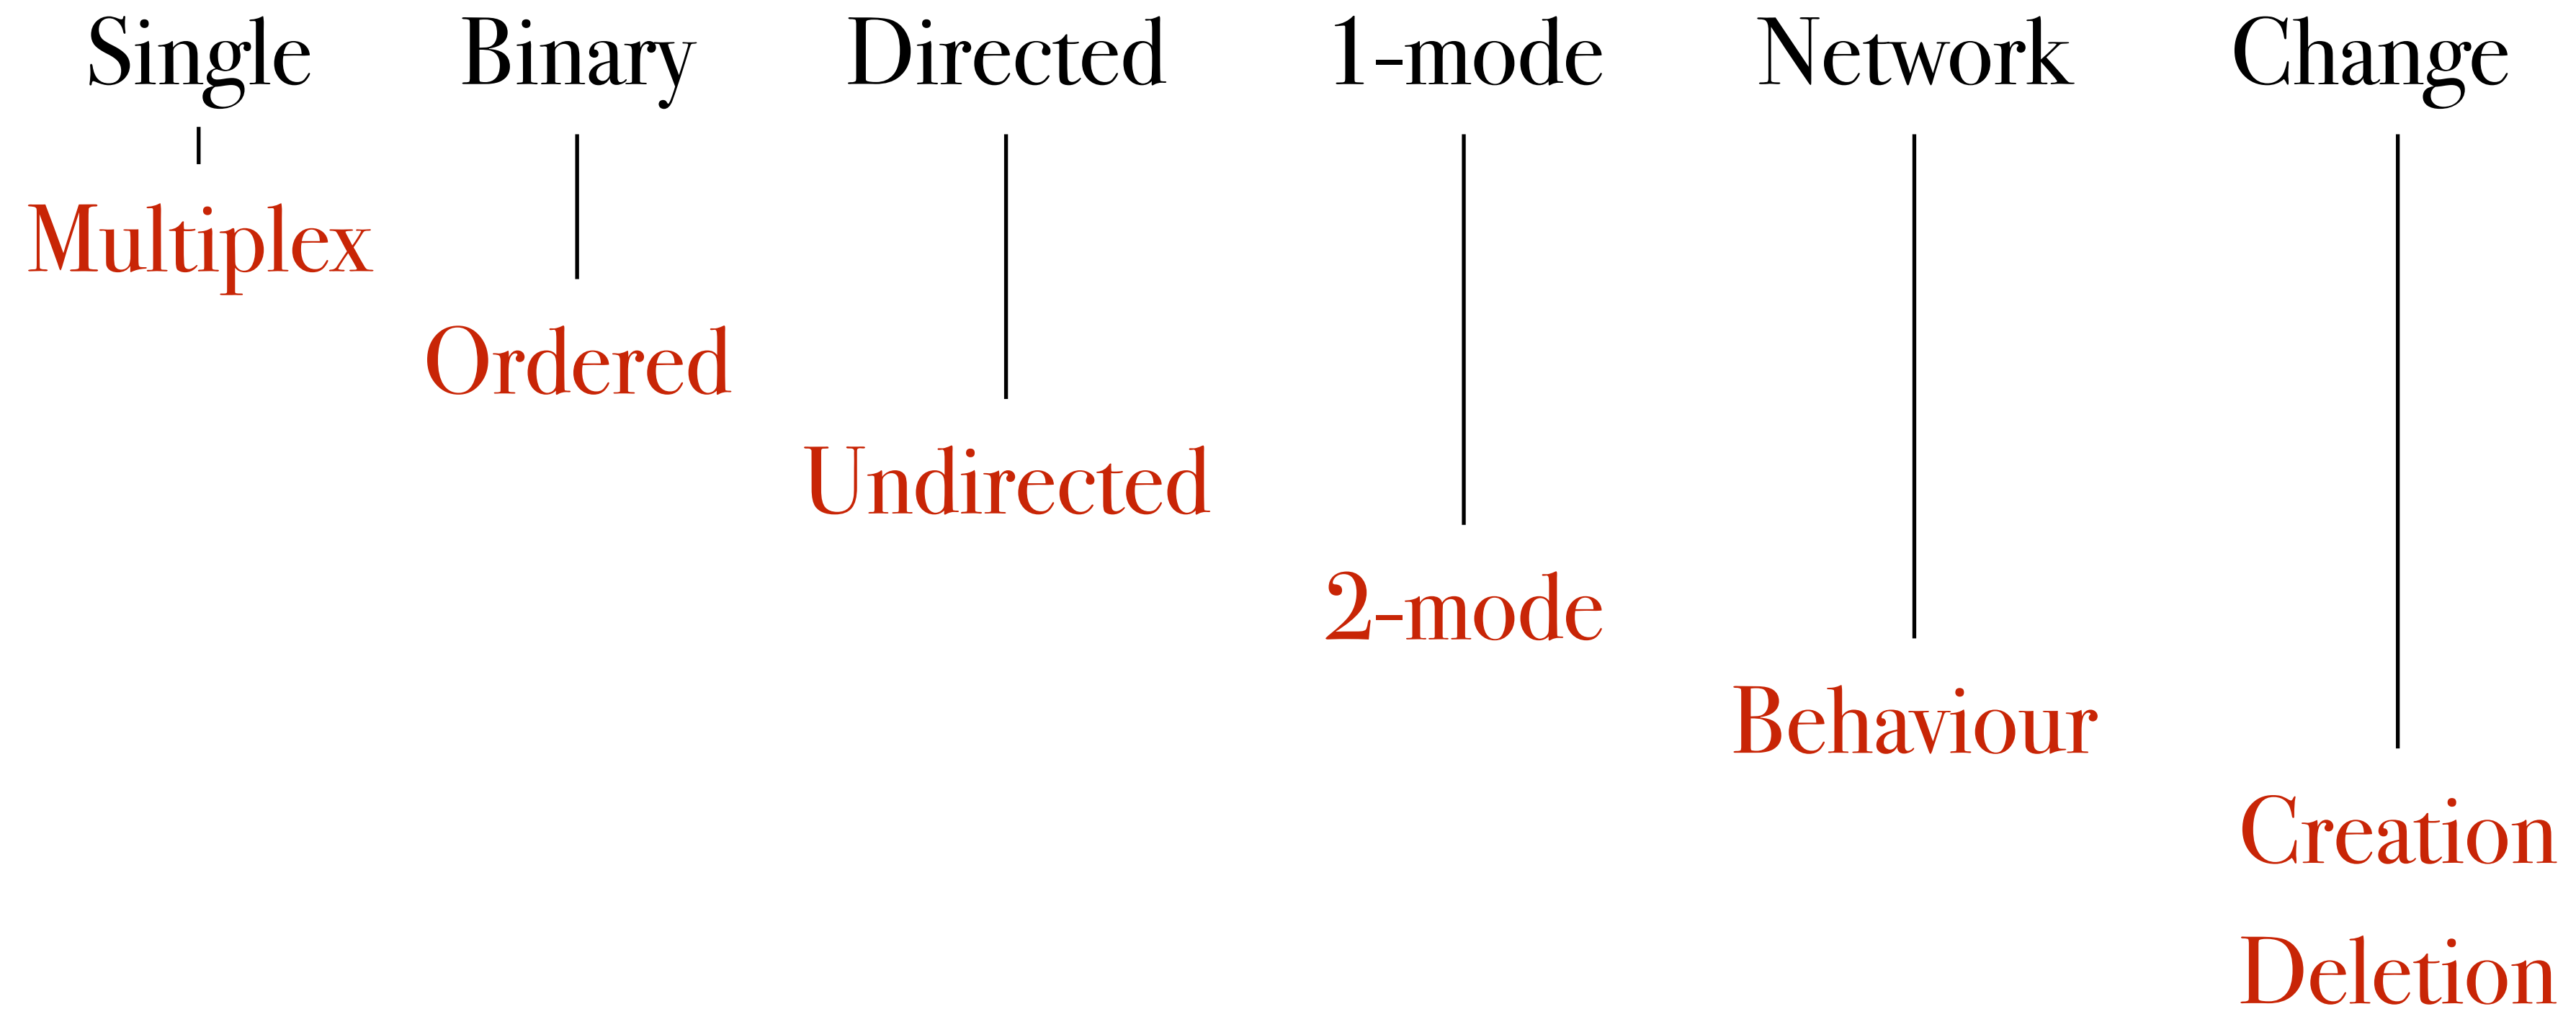 Single Binary Directed 1-mode Network Change
Multiplex
Ordered
Undirected
2-mode
Behaviour
Creation
Deletion